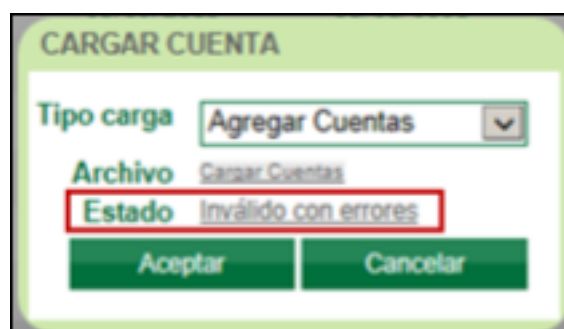 CARGAR CUENTA
Tipo carga Agregar Cuentas
Archivo Cargar Cuentas
Estado Inválido con errores
Aceptar Cancelar